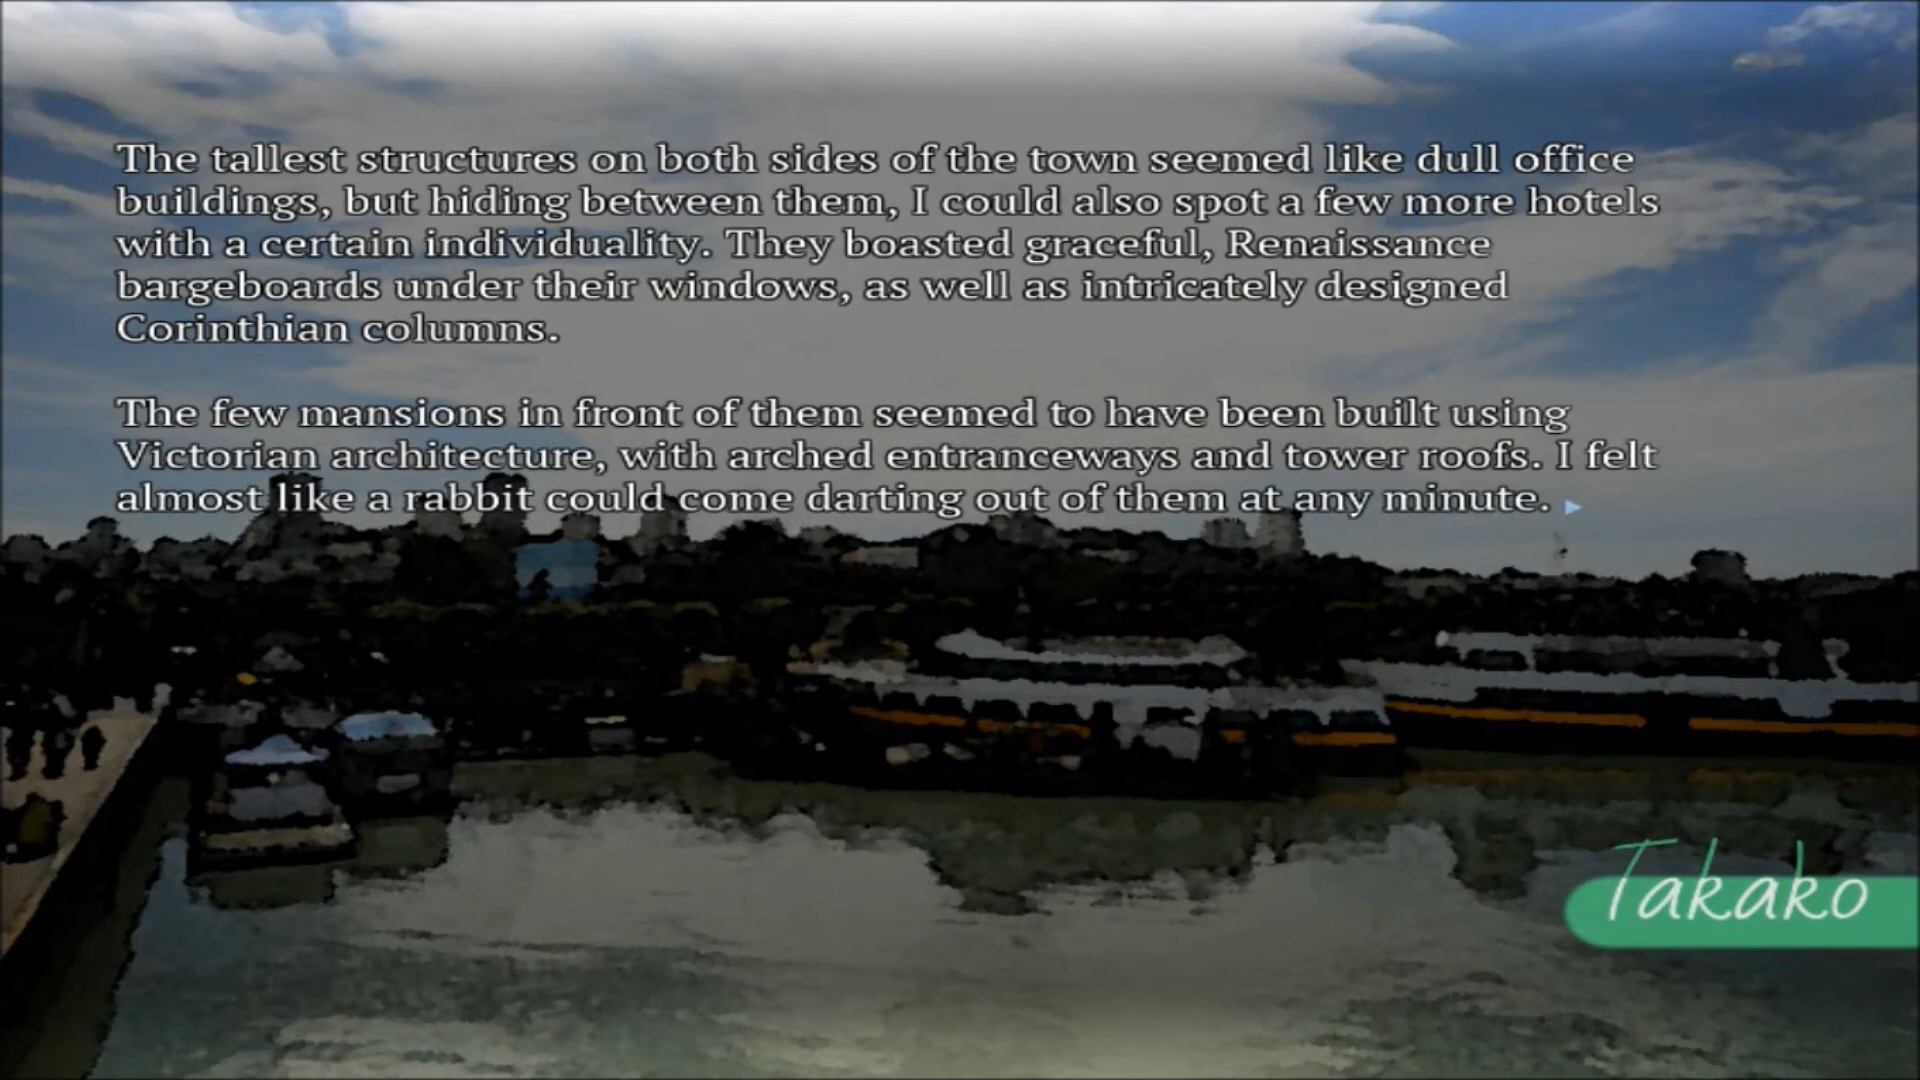 The tallest structures on both sides of the town seemed like dull office
buildings, but hiding between them, I could also spot a few more hotels
with a certain individuality. They boasted graceful, Renaissance
bargeboards under their windows, as well as intricately designed
Corinthian columns.
The few mansions in front of them seemed to have been built using
Victorian architecture, with arched entranceways and tower roofs. I felt
almost like a rabbit could come darting out of them at any minute.
Takako